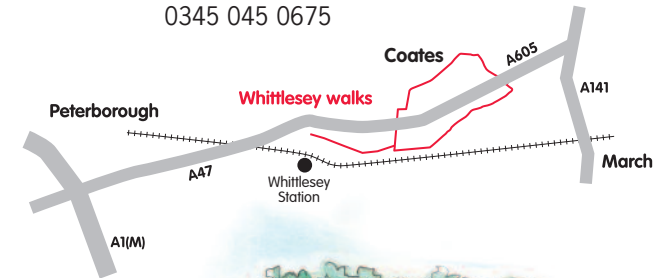 0345 045 0675
Coates
A605
Whittlesey walks
A141
Peterborough
March
A47
Whittlesey
Station
A1(M)